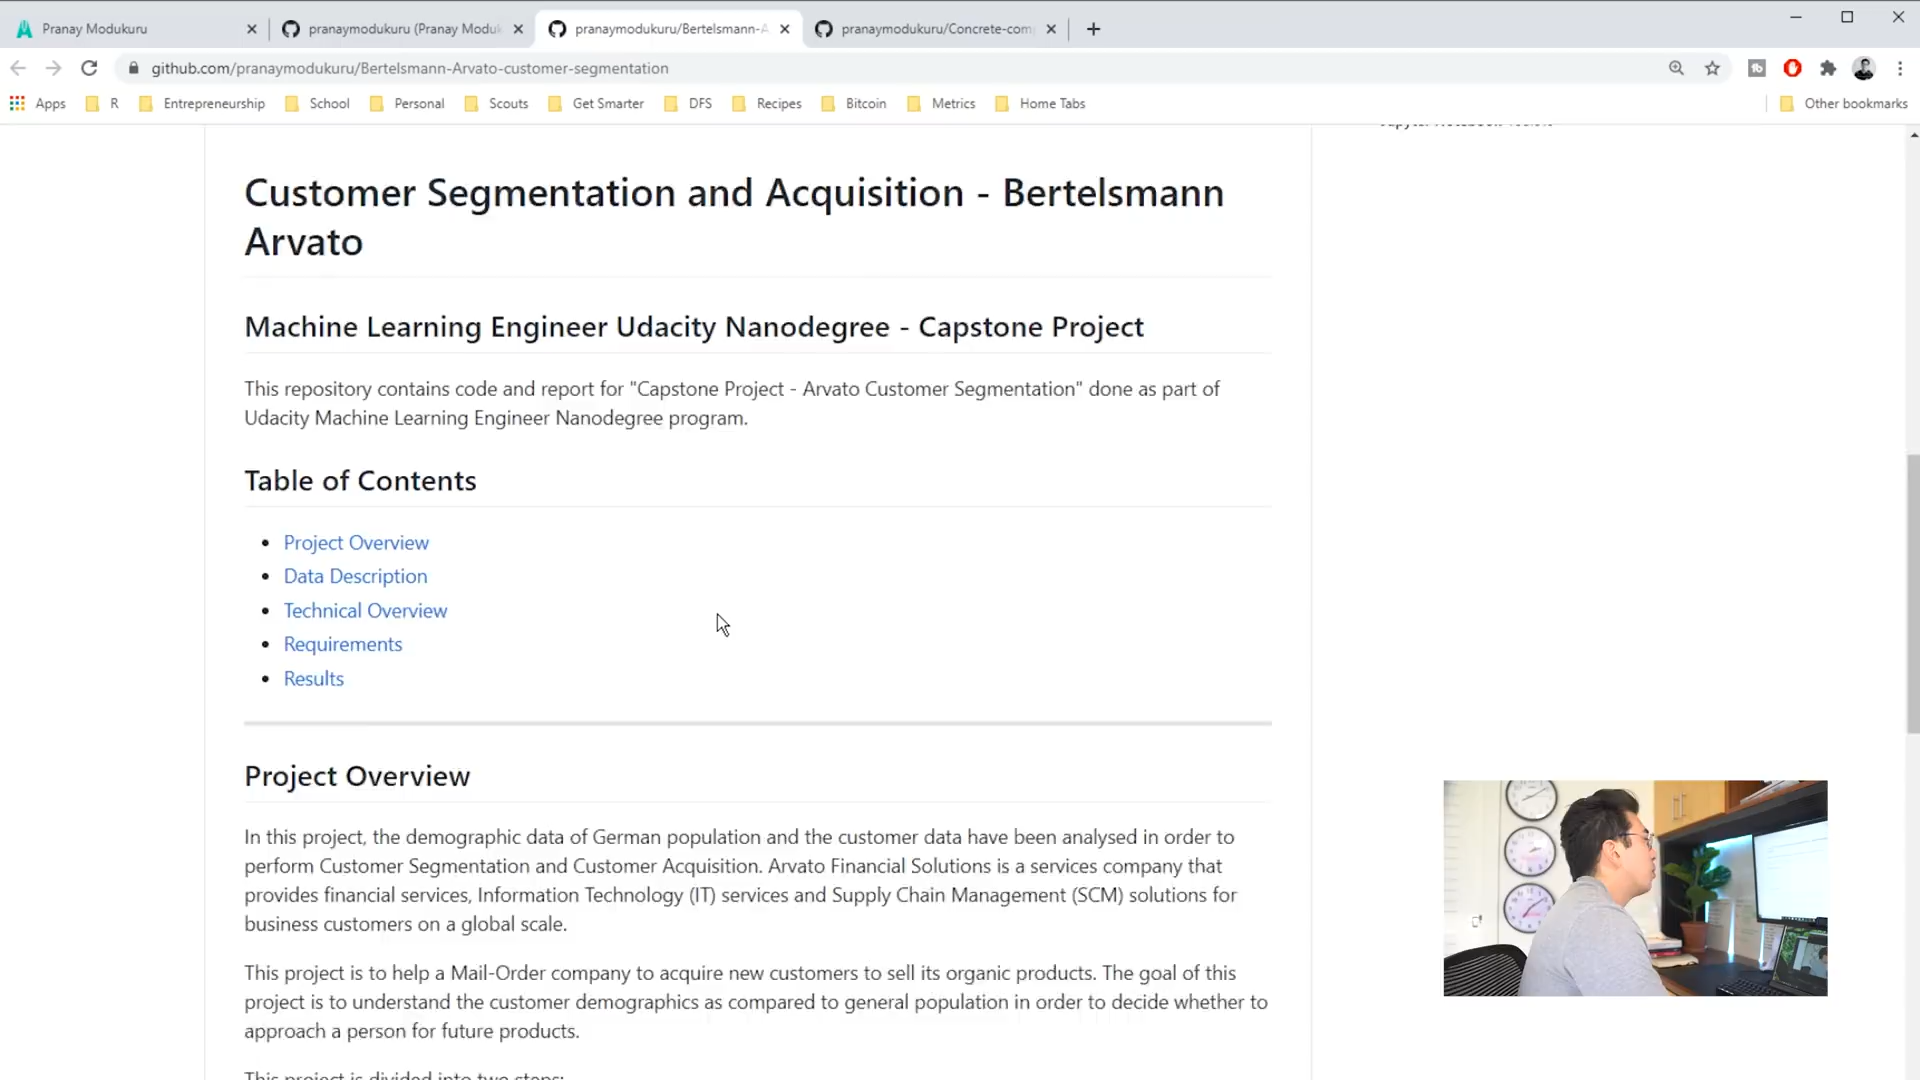 Pranay Modukuru
pranaymodukuru (Pranay Moduk
pranaymodukuru/Bertelsmann-A
pranaymodukuru/Concrete-com
github.com/pranaymodukuru/Bertelsmann-Arvato-customer-segmentation
Apps R Entrepreneurship School Personal Scouts Get Smarter DFS Recipes Bitcoin Metrics Home Tabs Other bookmarks
Customer Segmentation and Acquisition - Bertelsmann
Arvato
Machine Learning Engineer Udacity Nanodegree - Capstone Project
This repository contains code and report for "Capstone Project - Arvato Customer Segmentation" done as part of
Udacity Machine Learning Engineer Nanodegree program.
Table of Contents
• Project Overview
• Data Description
• Technical Overview
• Requirements
• Results
Project Overview
In this project, the demographic data of German population and the customer data have been analysed in order to
perform Customer Segmentation and Customer Acquisition. Arvato Financial Solutions is a services company that
provides financial services, Information Technology (IT) services and Supply Chain Management (SCM) solutions for
business customers on a global scale.
This project is to help a Mail-Order company to acquire new customers to sell its organic products. The goal of this
project is to understand the customer demographics as compared to general population in order to decide whether to
approach a person for future products.
This project is divided into two steps: